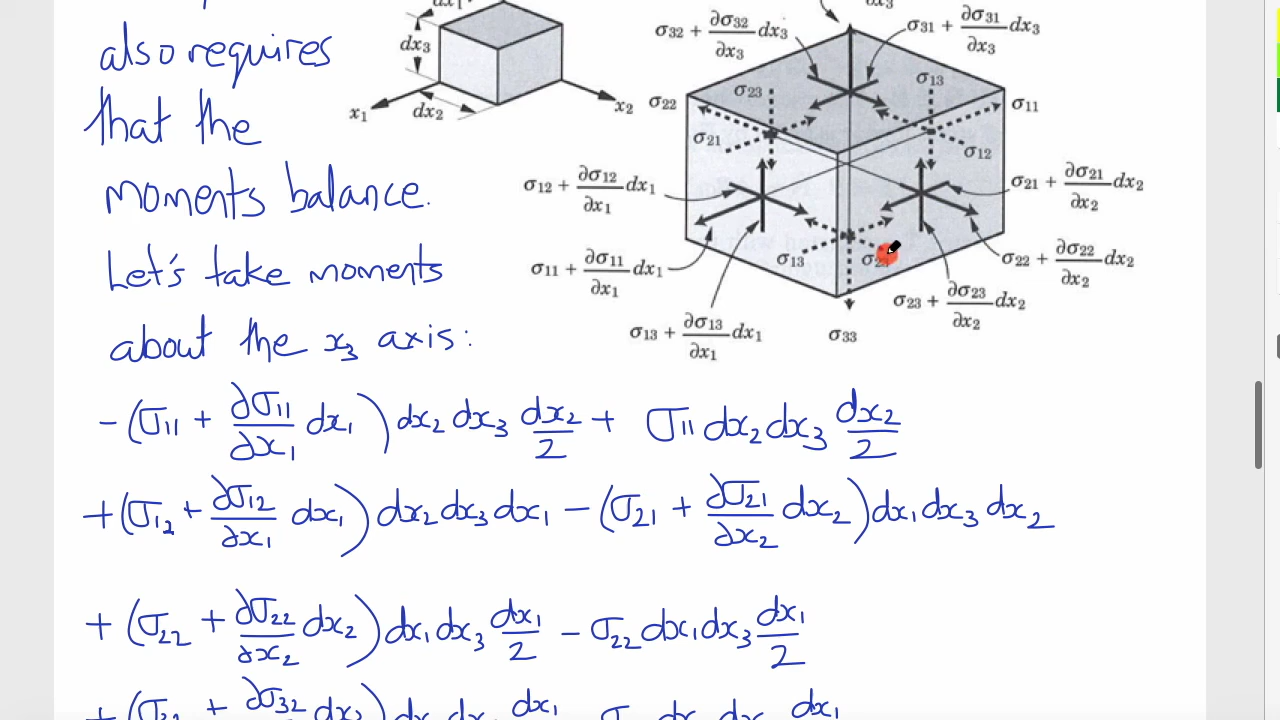 also requires
that the
moments balance.
Let's take moments
about the x₃ axis:
dx₃
dx₂
x₁
x₂
σ₃₂ + ∂σ₃₂/∂x₃ dx₃
σ₃₁ + ∂σ₃₁/∂x₃ dx₃
σ₂₂
σ₂₃
σ₁₃
σ₁₁
σ₂₁
σ₁₂
σ₁₂ + ∂σ₁₂/∂x₁ dx₁
σ₂₁ + ∂σ₂₁/∂x₂ dx₂
σ₁₁ + ∂σ₁₁/∂x₁ dx₁
σ₁₃
σ₂₂ + ∂σ₂₂/∂x₂ dx₂
σ₁₃ + ∂σ₁₃/∂x₁ dx₁
σ₃₃
σ₂₃ + ∂σ₂₃/∂x₂ dx₂
- (σ₁₁ + ∂σ₁₁/∂x₁ dx₁) dx₂ dx₃ dx₂/2 + σ₁₁ dx₂ dx₃ dx₂/2
+ (σ₁₂ + ∂σ₁₂/∂x₁ dx₁) dx₂ dx₃ dx₁ - (σ₂₁ + ∂σ₂₁/∂x₂ dx₂) dx₁ dx₃ dx₂
+ (σ₂₂ + ∂σ₂₂/∂x₂ dx₂) dx₁ dx₃ dx₁/2 - σ₂₂ dx₁ dx₃ dx₁/2